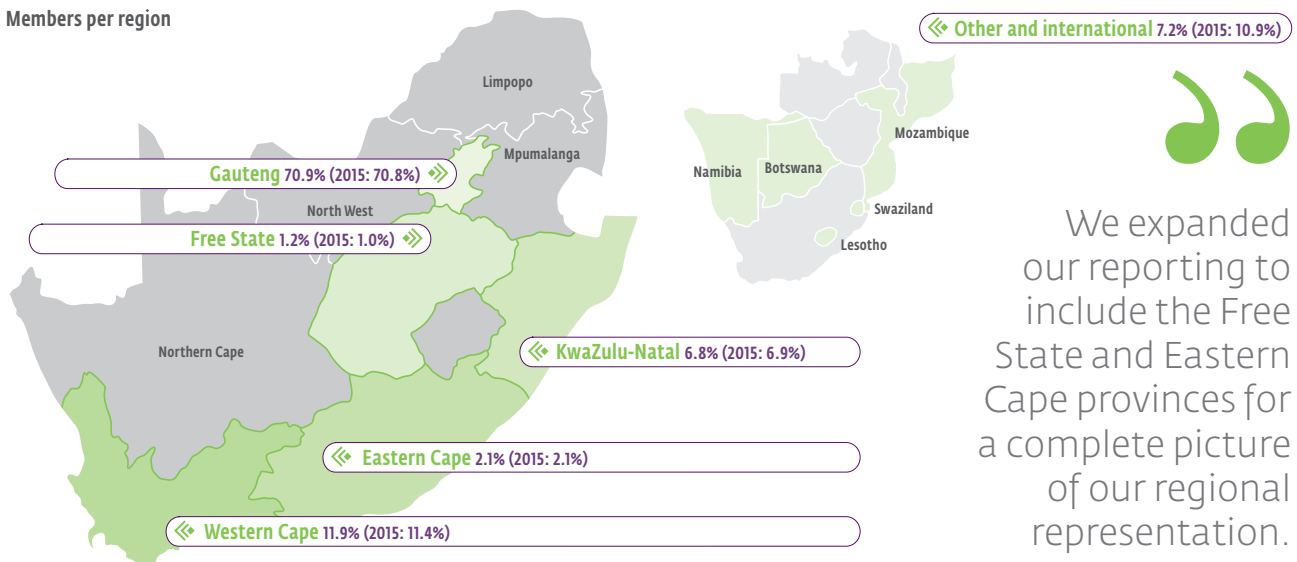 Members per region
Other and international 7.2% (2015: 10.9%)
Limpopo
Mpumalanga
Gauteng 70.9% (2015: 70.8%)
North West
Free State 1.2% (2015: 1.0%)
Northern Cape
KwaZulu-Natal 6.8% (2015: 6.9%)
Eastern Cape 2.1% (2015: 2.1%)
Western Cape 11.9% (2015: 11.4%)
Mozambique
Namibia
Botswana
Swaziland
Lesotho
”
We expanded
our reporting to
include the Free
State and Eastern
Cape provinces for
a complete picture
of our regional
representation.